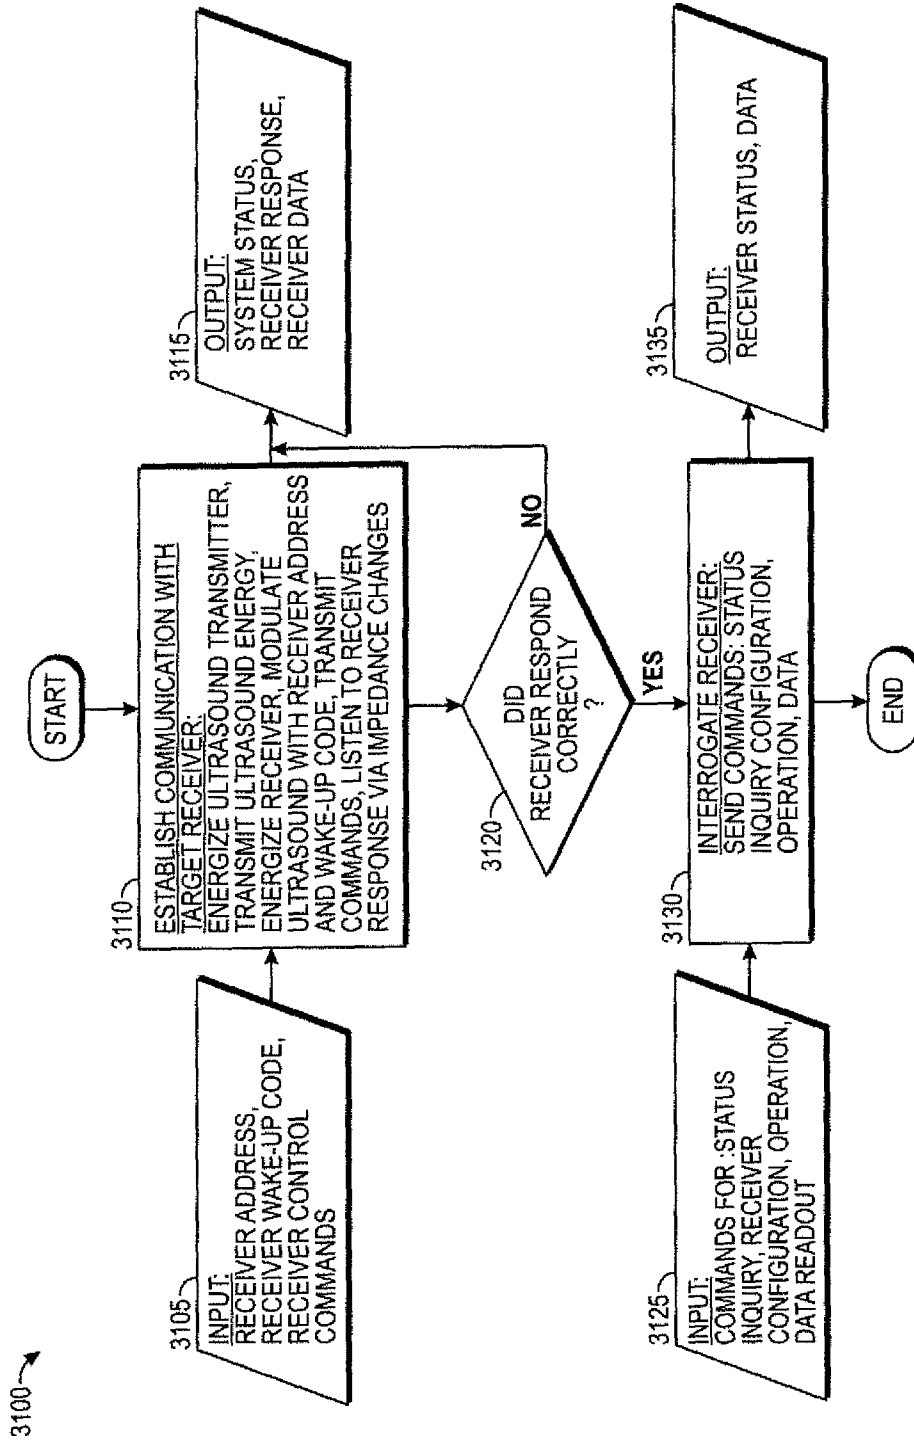 3100
START
3105
INPUT:
RECEIVER ADDRESS,
RECEIVER WAKE-UP CODE,
RECEIVER CONTROL
COMMANDS
3110
ESTABLISH COMMUNICATION WITH
TARGET RECEIVER:
ENERGIZE ULTRASOUND TRANSMITTER,
TRANSMIT ULTRASOUND ENERGY,
ENERGIZE RECEIVER, MODULATE
ULTRASOUND WITH RECEIVER ADDRESS
AND WAKE-UP CODE, TRANSMIT
COMMANDS, LISTEN TO RECEIVER
RESPONSE VIA IMPEDANCE CHANGES
3115
OUTPUT:
SYSTEM STATUS,
RECEIVER RESPONSE,
RECEIVER DATA
3120
DID
RECEIVER RESPOND
CORRECTLY
?
NO
YES
3125
INPUT:
COMMANDS FOR :STATUS
INQUIRY, RECEIVER
CONFIGURATION, OPERATION,
DATA READOUT
3130
INTERROGATE RECEIVER:
SEND COMMANDS: STATUS
INQUIRY CONFIGURATION,
OPERATION, DATA
3135
OUTPUT:
RECEIVER STATUS, DATA
END